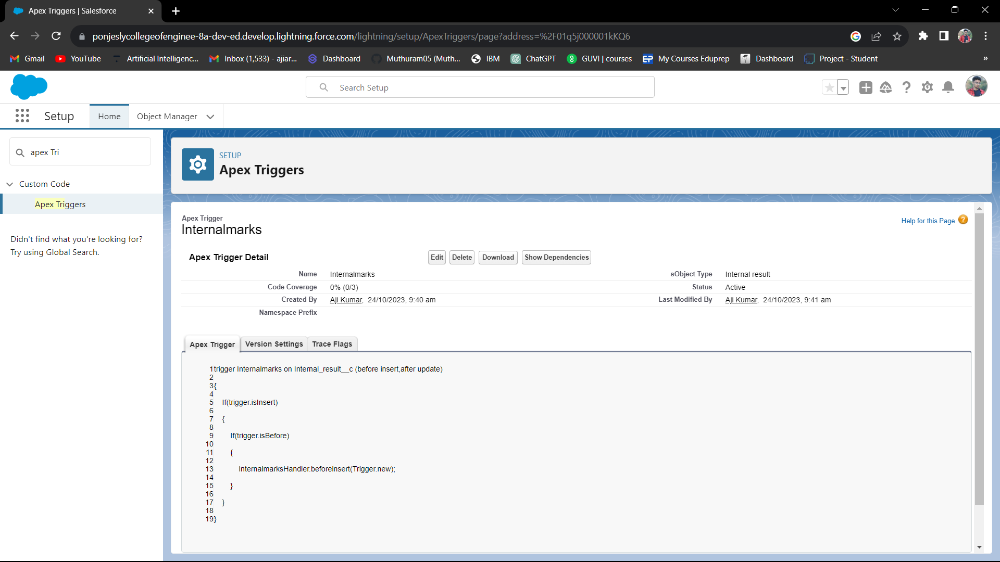 Apex Triggers | Salesforce
ponjeslycollegeofenginee-8a-dev-ed.develop.lightning.force.com/lightning/setup/ApexTriggers/page?address=%2F01q5j000001kKQ6
Gmail YouTube Artificial Intelligenc... Inbox (1,533) - ajiar... Dashboard Muthuram05 (Muth... IBM ChatGPT GUVI | courses EP My Courses Eduprep Dashboard Project - Student »
Search Setup
Setup Home Object Manager
apex Tri
Custom Code
Apex Triggers
Didn't find what you're looking for?
Try using Global Search.
SETUP
Apex Triggers
Apex Trigger
Internalmarks
Help for this Page ?
Apex Trigger Detail Edit Delete Download Show Dependencies
Name Internalmarks sObject Type Internal result
Code Coverage 0% (0/3) Status Active
Created By Aji Kumar, 24/10/2023, 9:40 am Last Modified By Aji Kumar, 24/10/2023, 9:41 am
Namespace Prefix
Apex Trigger Version Settings Trace Flags
1trigger Internalmarks on Internal_result__c (before insert,after update)
2
3{
4
5 If(trigger.isInsert)
6
7 {
8
9 If(trigger.isBefore)
10
11 {
12
13 InternalmarksHandler.beforeinsert(Trigger.new);
14
15 }
16
17 }
18
19}